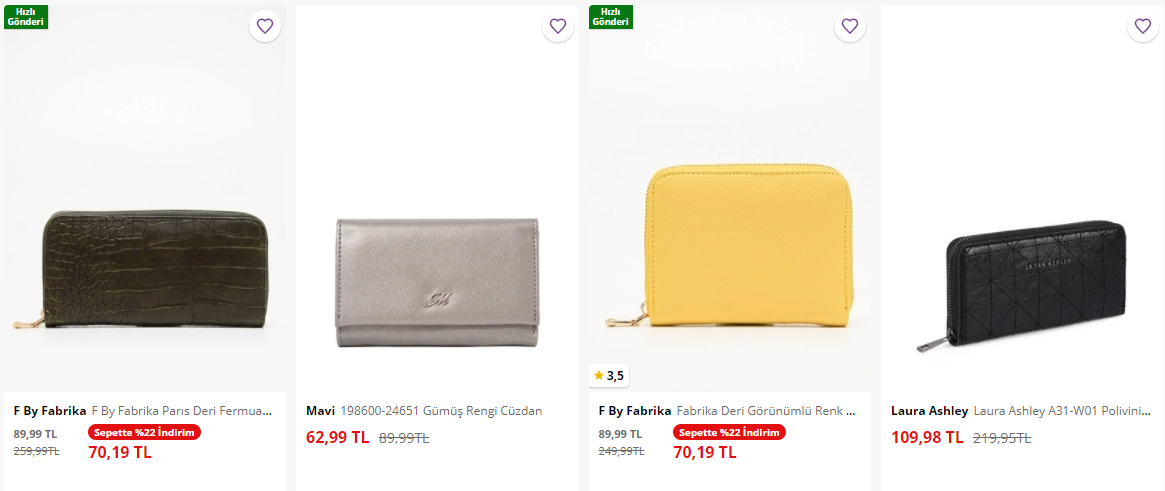 Hızlı
Gönderi
Hızlı
Gönderi
LAURA ASHLEY
3,5
F By Fabrika F By Fabrika Parıs Deri Fermua...
89,99 TL
259,99TL
Sepette %22 İndirim
70,19 TL
Mavi 198600-24651 Gümüş Rengi Cüzdan
62,99 TL 89,99TL
F By Fabrika Fabrika Deri Görünümlü Renk ...
89,99 TL
249,99TL
Sepette %22 İndirim
70,19 TL
Laura Ashley Laura Ashley A31-W01 Polivini...
109,98 TL 219,95TL